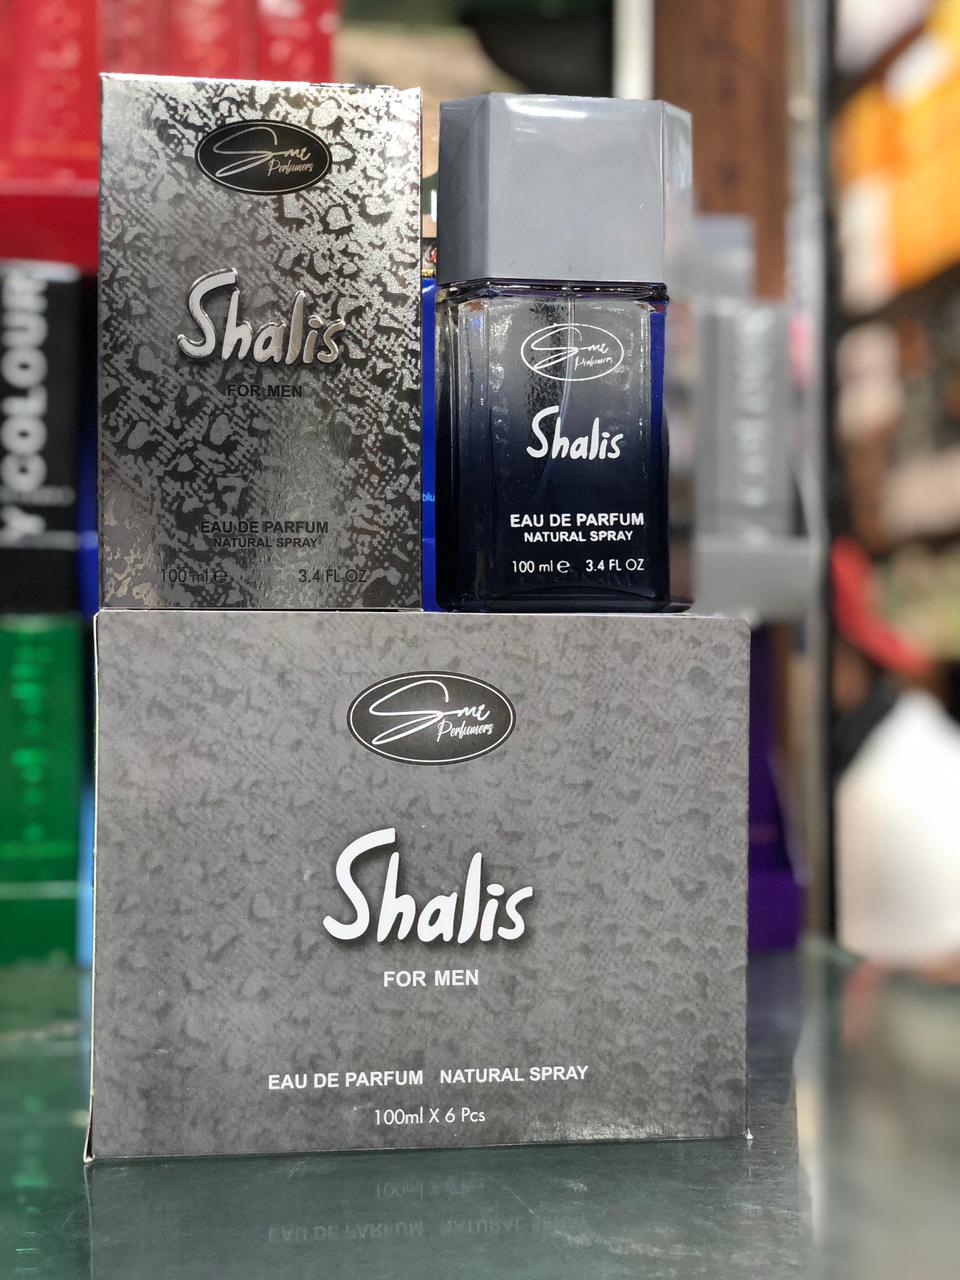 Sme
Perfumers
Shalis
FOR MEN
EAU DE PARFUM
NATURAL SPRAY
100 ml e 3.4 FL OZ
Sme
Perfumers
Shalis
EAU DE PARFUM
NATURAL SPRAY
100 ml e 3.4 FL OZ
Sme
Perfumers
Shalis
FOR MEN
EAU DE PARFUM NATURAL SPRAY
100ml X 6 Pcs
Y COLOUR
blu